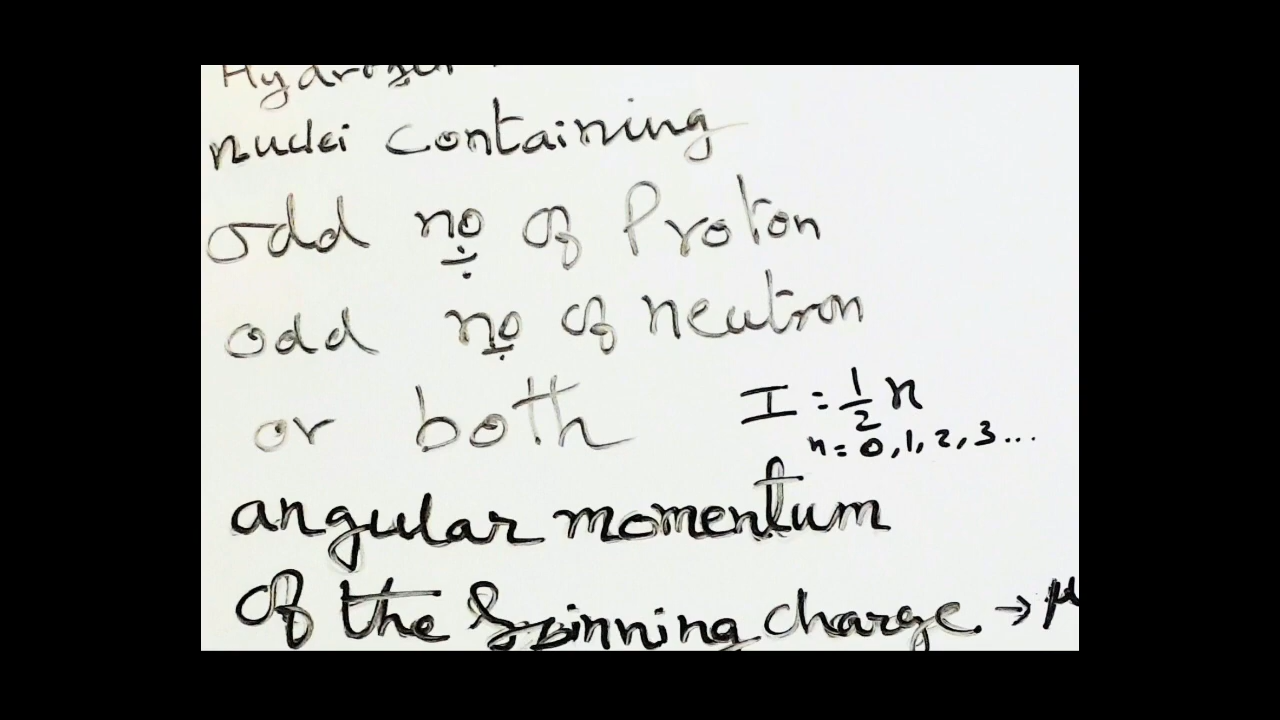 nuclei containing
odd no of Proton
odd no of neutron
or both
I = 1/2 n
n = 0, 1, 2, 3 ...
angular momentum
of the Spinning charge. → μ